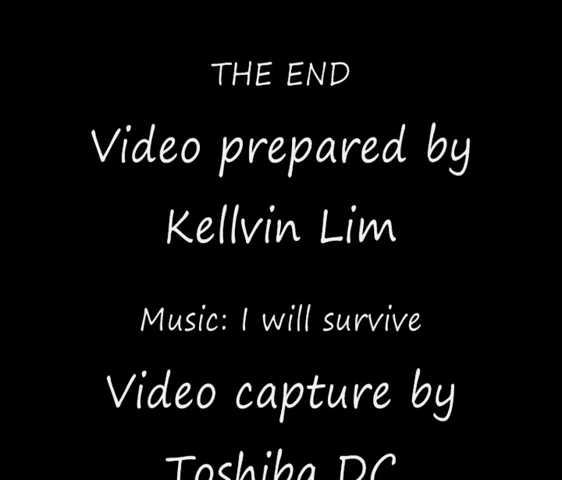 THE END
Video prepared by
Kellvin Lim
Music: I will survive
Video capture by
Toshiba DC